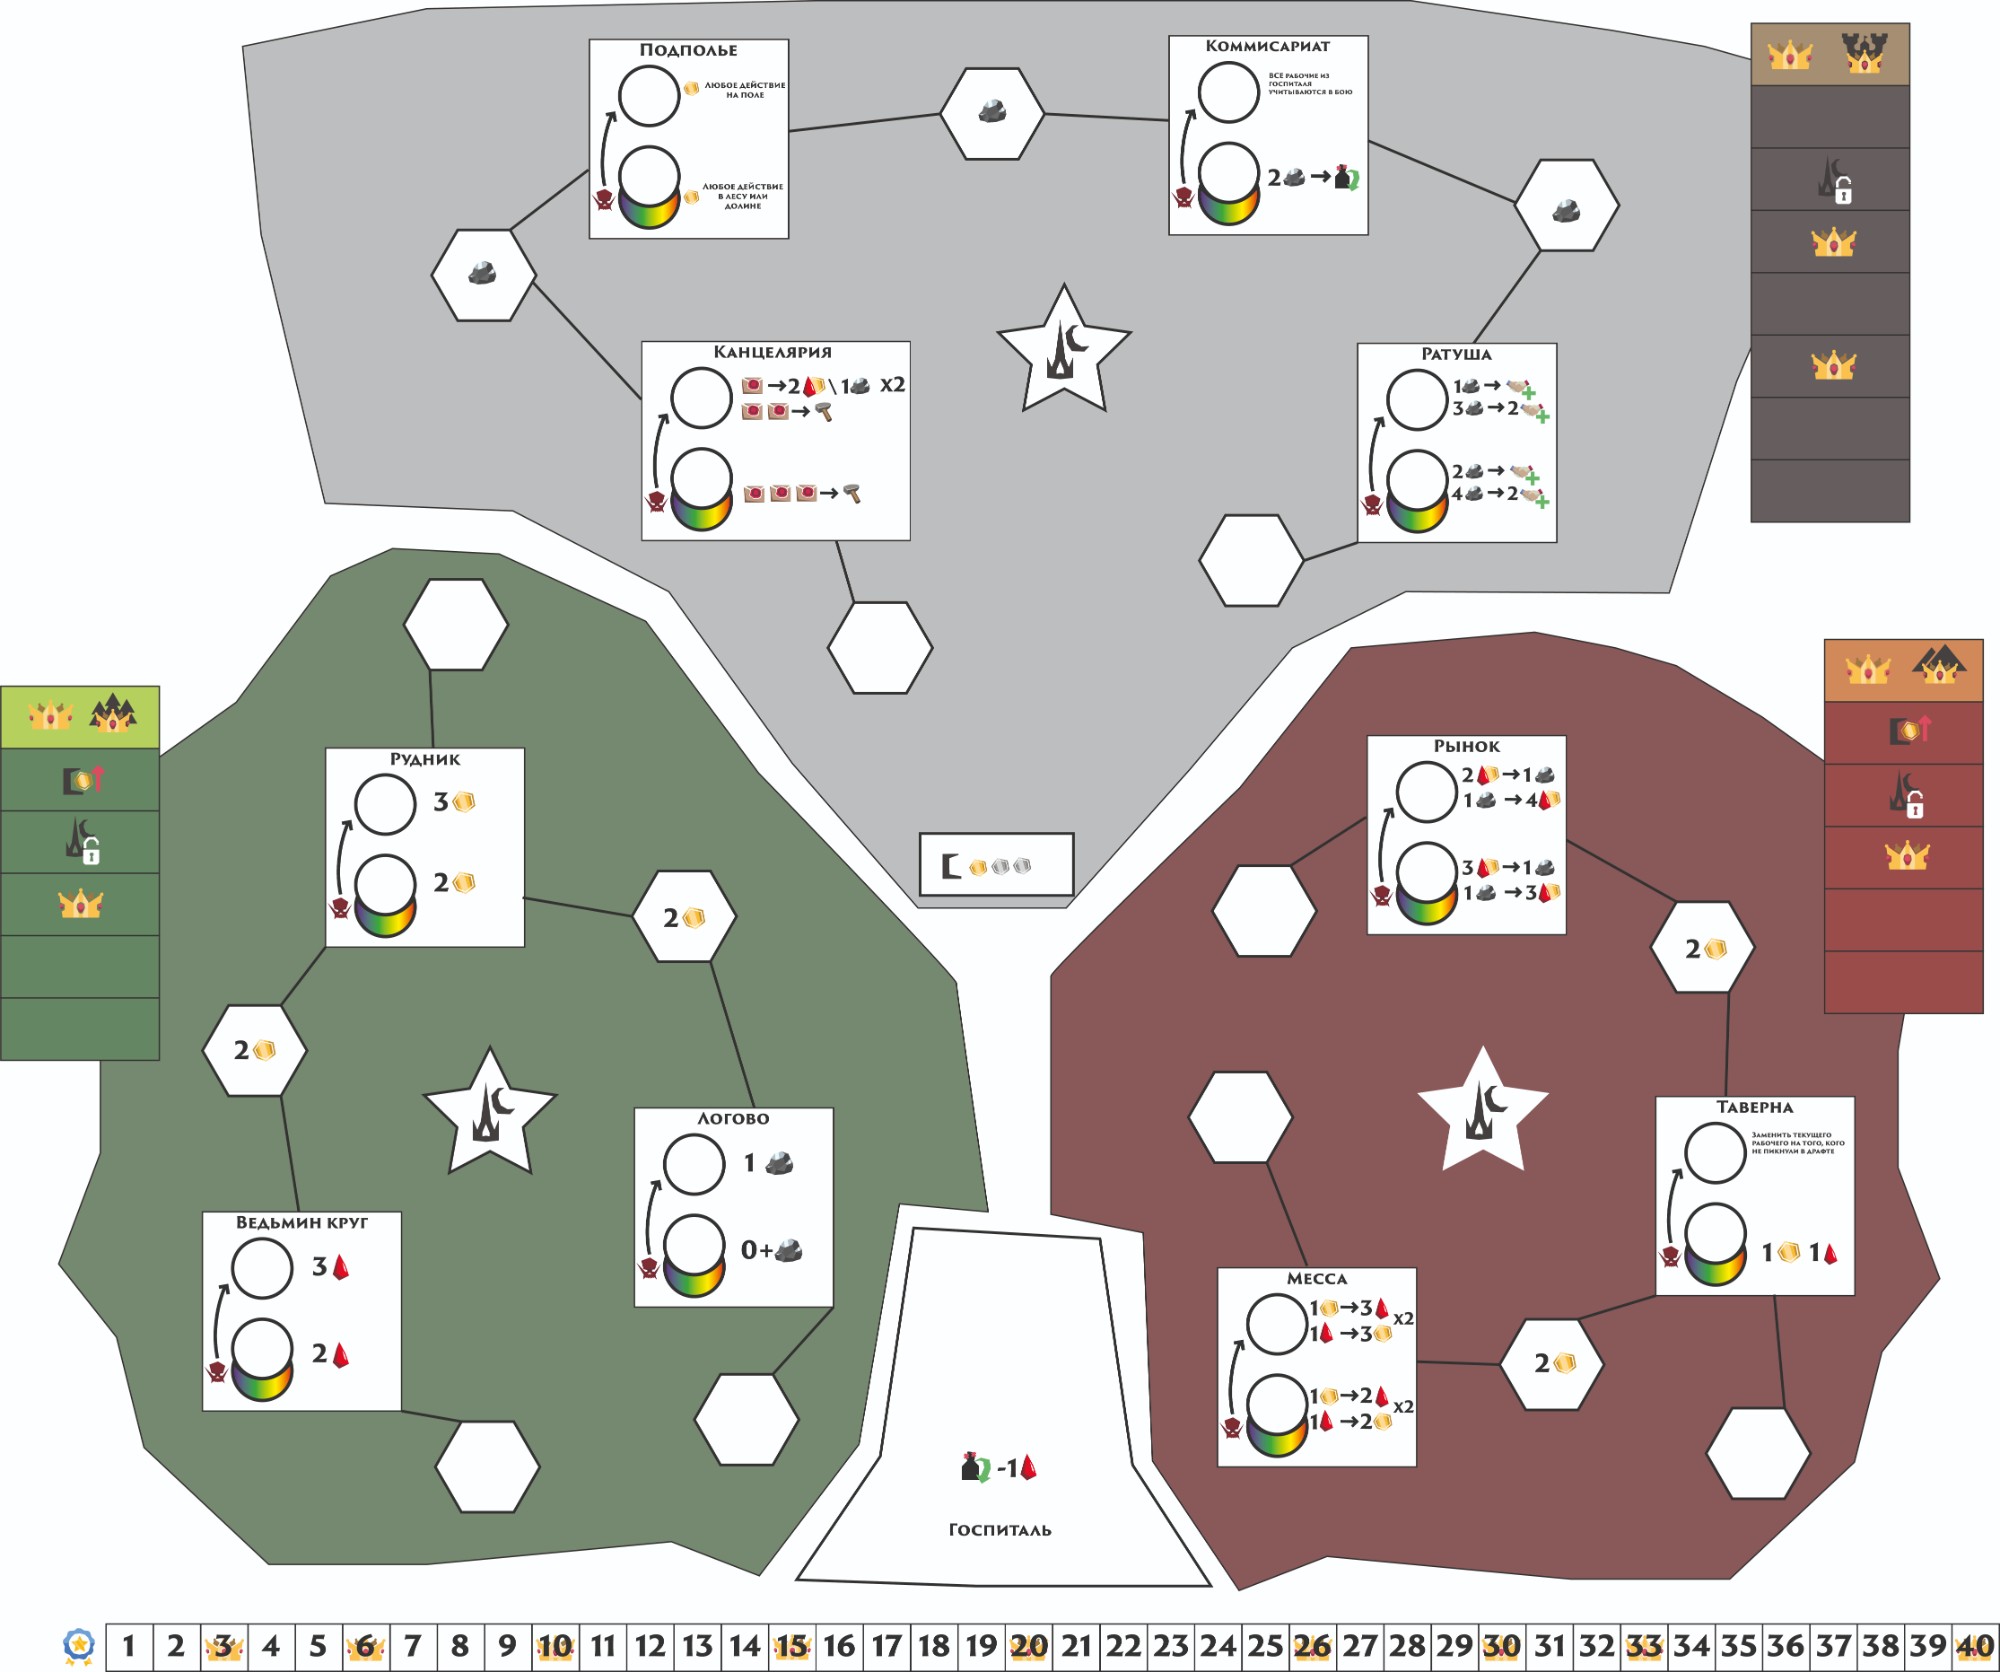 Подполье
Любое действие
на поле
Любое действие
в лесу или
долине
Коммисариат
ВСЕ рабочие из
госпиталя
учитываются в бою
2 →
Канцелярия
→2 \ 1 x2
→
→
Ратуша
1 →
3 →2
2 →
4 →2
Рудник
3
2
2
2
Логово
1
0+
Ведьмин круг
3
2
Рынок
2 →1
1 →4
3 →1
1 →3
2
Таверна
Заменить текущего
рабочего на того, кого
не пикнули в драфте
1 1
Месса
1 →3
1 →3
x2
1 →2
1 →2
x2
2
-1
Госпиталь
1 2 3 4 5 6 7 8 9 10 11 12 13 14 15 16 17 18 19 20 21 22 23 24 25 26 27 28 29 30 31 32 33 34 35 36 37 38 39 40